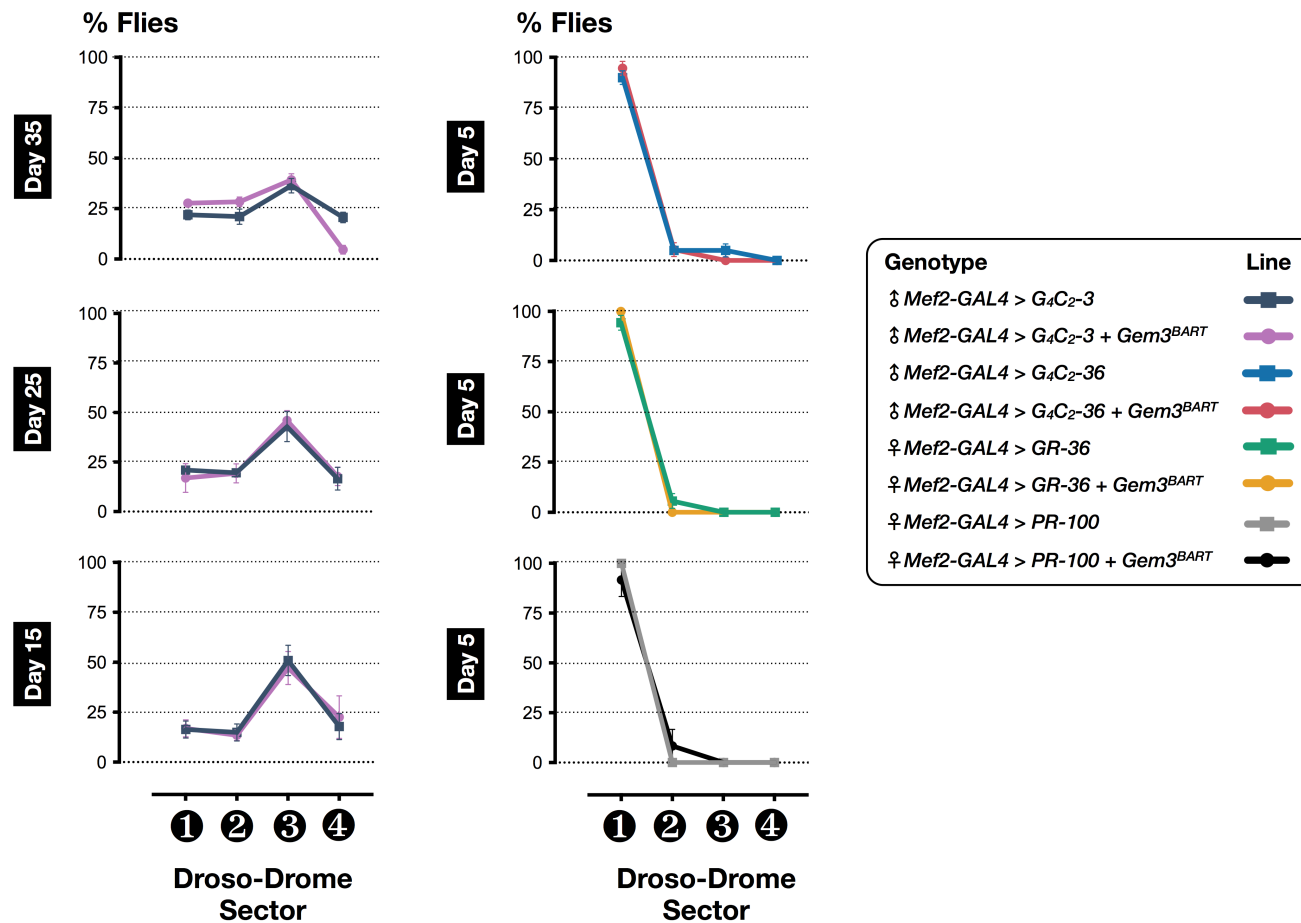 % Flies
Day 35
100
75
50
25
0
Day 25
100
75
50
25
0
Day 15
100
75
50
25
0
1 2 3 4
Droso-Drome
Sector
% Flies
Day 5
100
75
50
25
0
Day 5
100
75
50
25
0
Day 5
100
75
50
25
0
1 2 3 4
Droso-Drome
Sector
Genotype Line
⚦ Mef2-GAL4 > G₄C₂-3
⚦ Mef2-GAL4 > G₄C₂-3 + Gem3ᴮᴬᴿᵀ
⚦ Mef2-GAL4 > G₄C₂-36
⚦ Mef2-GAL4 > G₄C₂-36 + Gem3ᴮᴬᴿᵀ
♀ Mef2-GAL4 > GR-36
♀ Mef2-GAL4 > GR-36 + Gem3ᴮᴬᴿᵀ
♀ Mef2-GAL4 > PR-100
♀ Mef2-GAL4 > PR-100 + Gem3ᴮᴬᴿᵀ